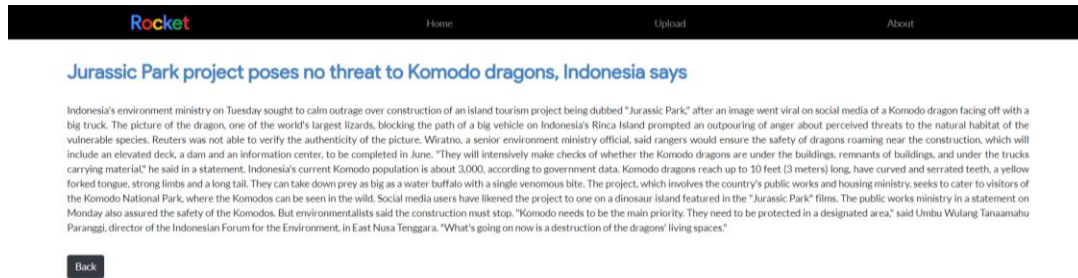 Rocket
Home
Upload
About
Jurassic Park project poses no threat to Komodo dragons, Indonesia says
Indonesia's environment ministry on Tuesday sought to calm outrage over construction of an island tourism project being dubbed "Jurassic Park," after an image went viral on social media of a Komodo dragon facing off with a
big truck. The picture of the dragon, one of the world's largest lizards, blocking the path of a big vehicle on Indonesia's Rinca Island prompted an outpouring of anger about perceived threats to the natural habitat of the
vulnerable species. Reuters was not able to verify the authenticity of the picture. Wiratno, a senior environment ministry official, said rangers would ensure the safety of dragons roaming near the construction, which will
include an elevated deck, a dam and an information center, to be completed in June. "They will intensively make checks of whether the Komodo dragons are under the buildings, remnants of buildings, and under the trucks
carrying material," he said in a statement. Indonesia's current Komodo population is about 3,000, according to government data. Komodo dragons reach up to 10 feet (3 meters) long, have curved and serrated teeth, a yellow
forked tongue, strong limbs and a long tail. They can take down prey as big as a water buffalo with a single venomous bite. The project, which involves the country's public works and housing ministry, seeks to cater to visitors of
the Komodo National Park, where the Komodos can be seen in the wild. Social media users have likened the project to one on a dinosaur island featured in the "Jurassic Park" films. The public works ministry in a statement on
Monday also assured the safety of the Komodos. But environmentalists said the construction must stop. "Komodo needs to be the main priority. They need to be protected in a designated area," said Umbu Wulang Tanaamahu
Paranggi, director of the Indonesian Forum for the Environment, in East Nusa Tenggara. "What's going on now is a destruction of the dragons' living spaces."
Back